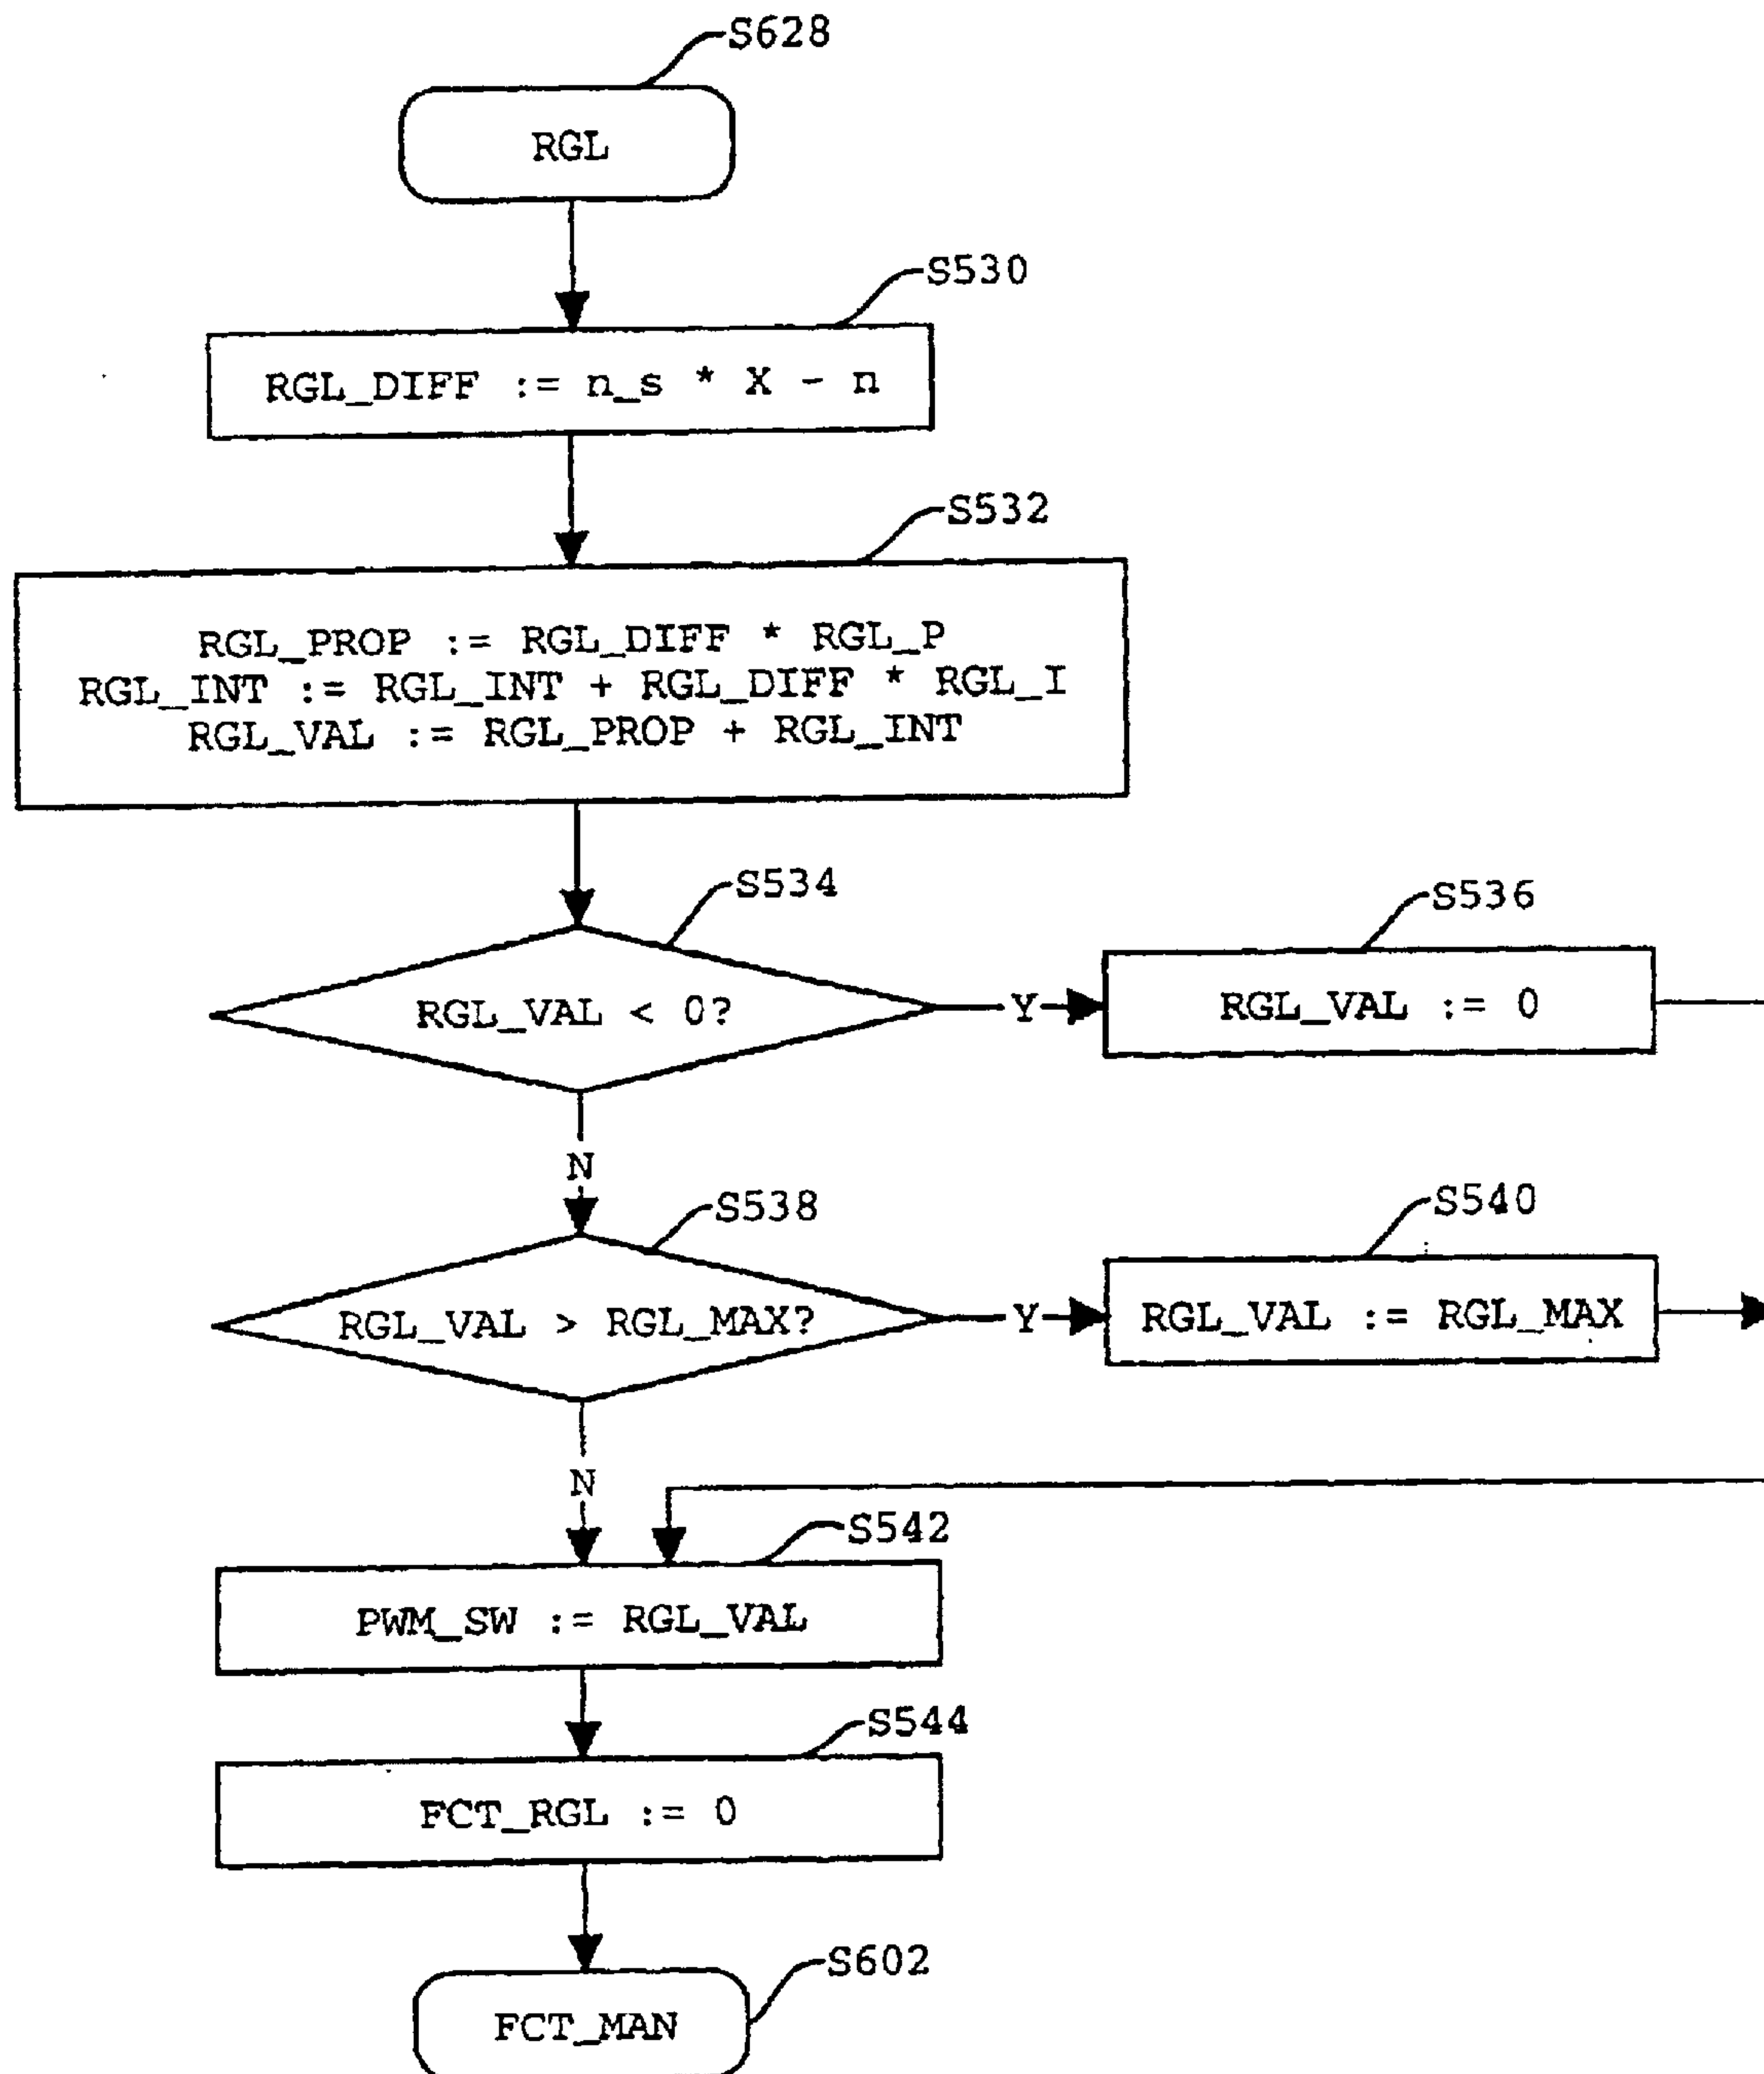 S628
RGL
S530
RGL_DIFF := n_s * X - n
S532
RGL_PROP := RGL_DIFF * RGL_P
RGL_INT := RGL_INT + RGL_DIFF * RGL_I
RGL_VAL := RGL_PROP + RGL_INT
S534
RGL_VAL < 0?
Y
S536
RGL_VAL := 0
N
S538
RGL_VAL > RGL_MAX?
Y
S540
RGL_VAL := RGL_MAX
N
S542
PWM_SW := RGL_VAL
S544
FCT_RGL := 0
S602
FCT_MAN